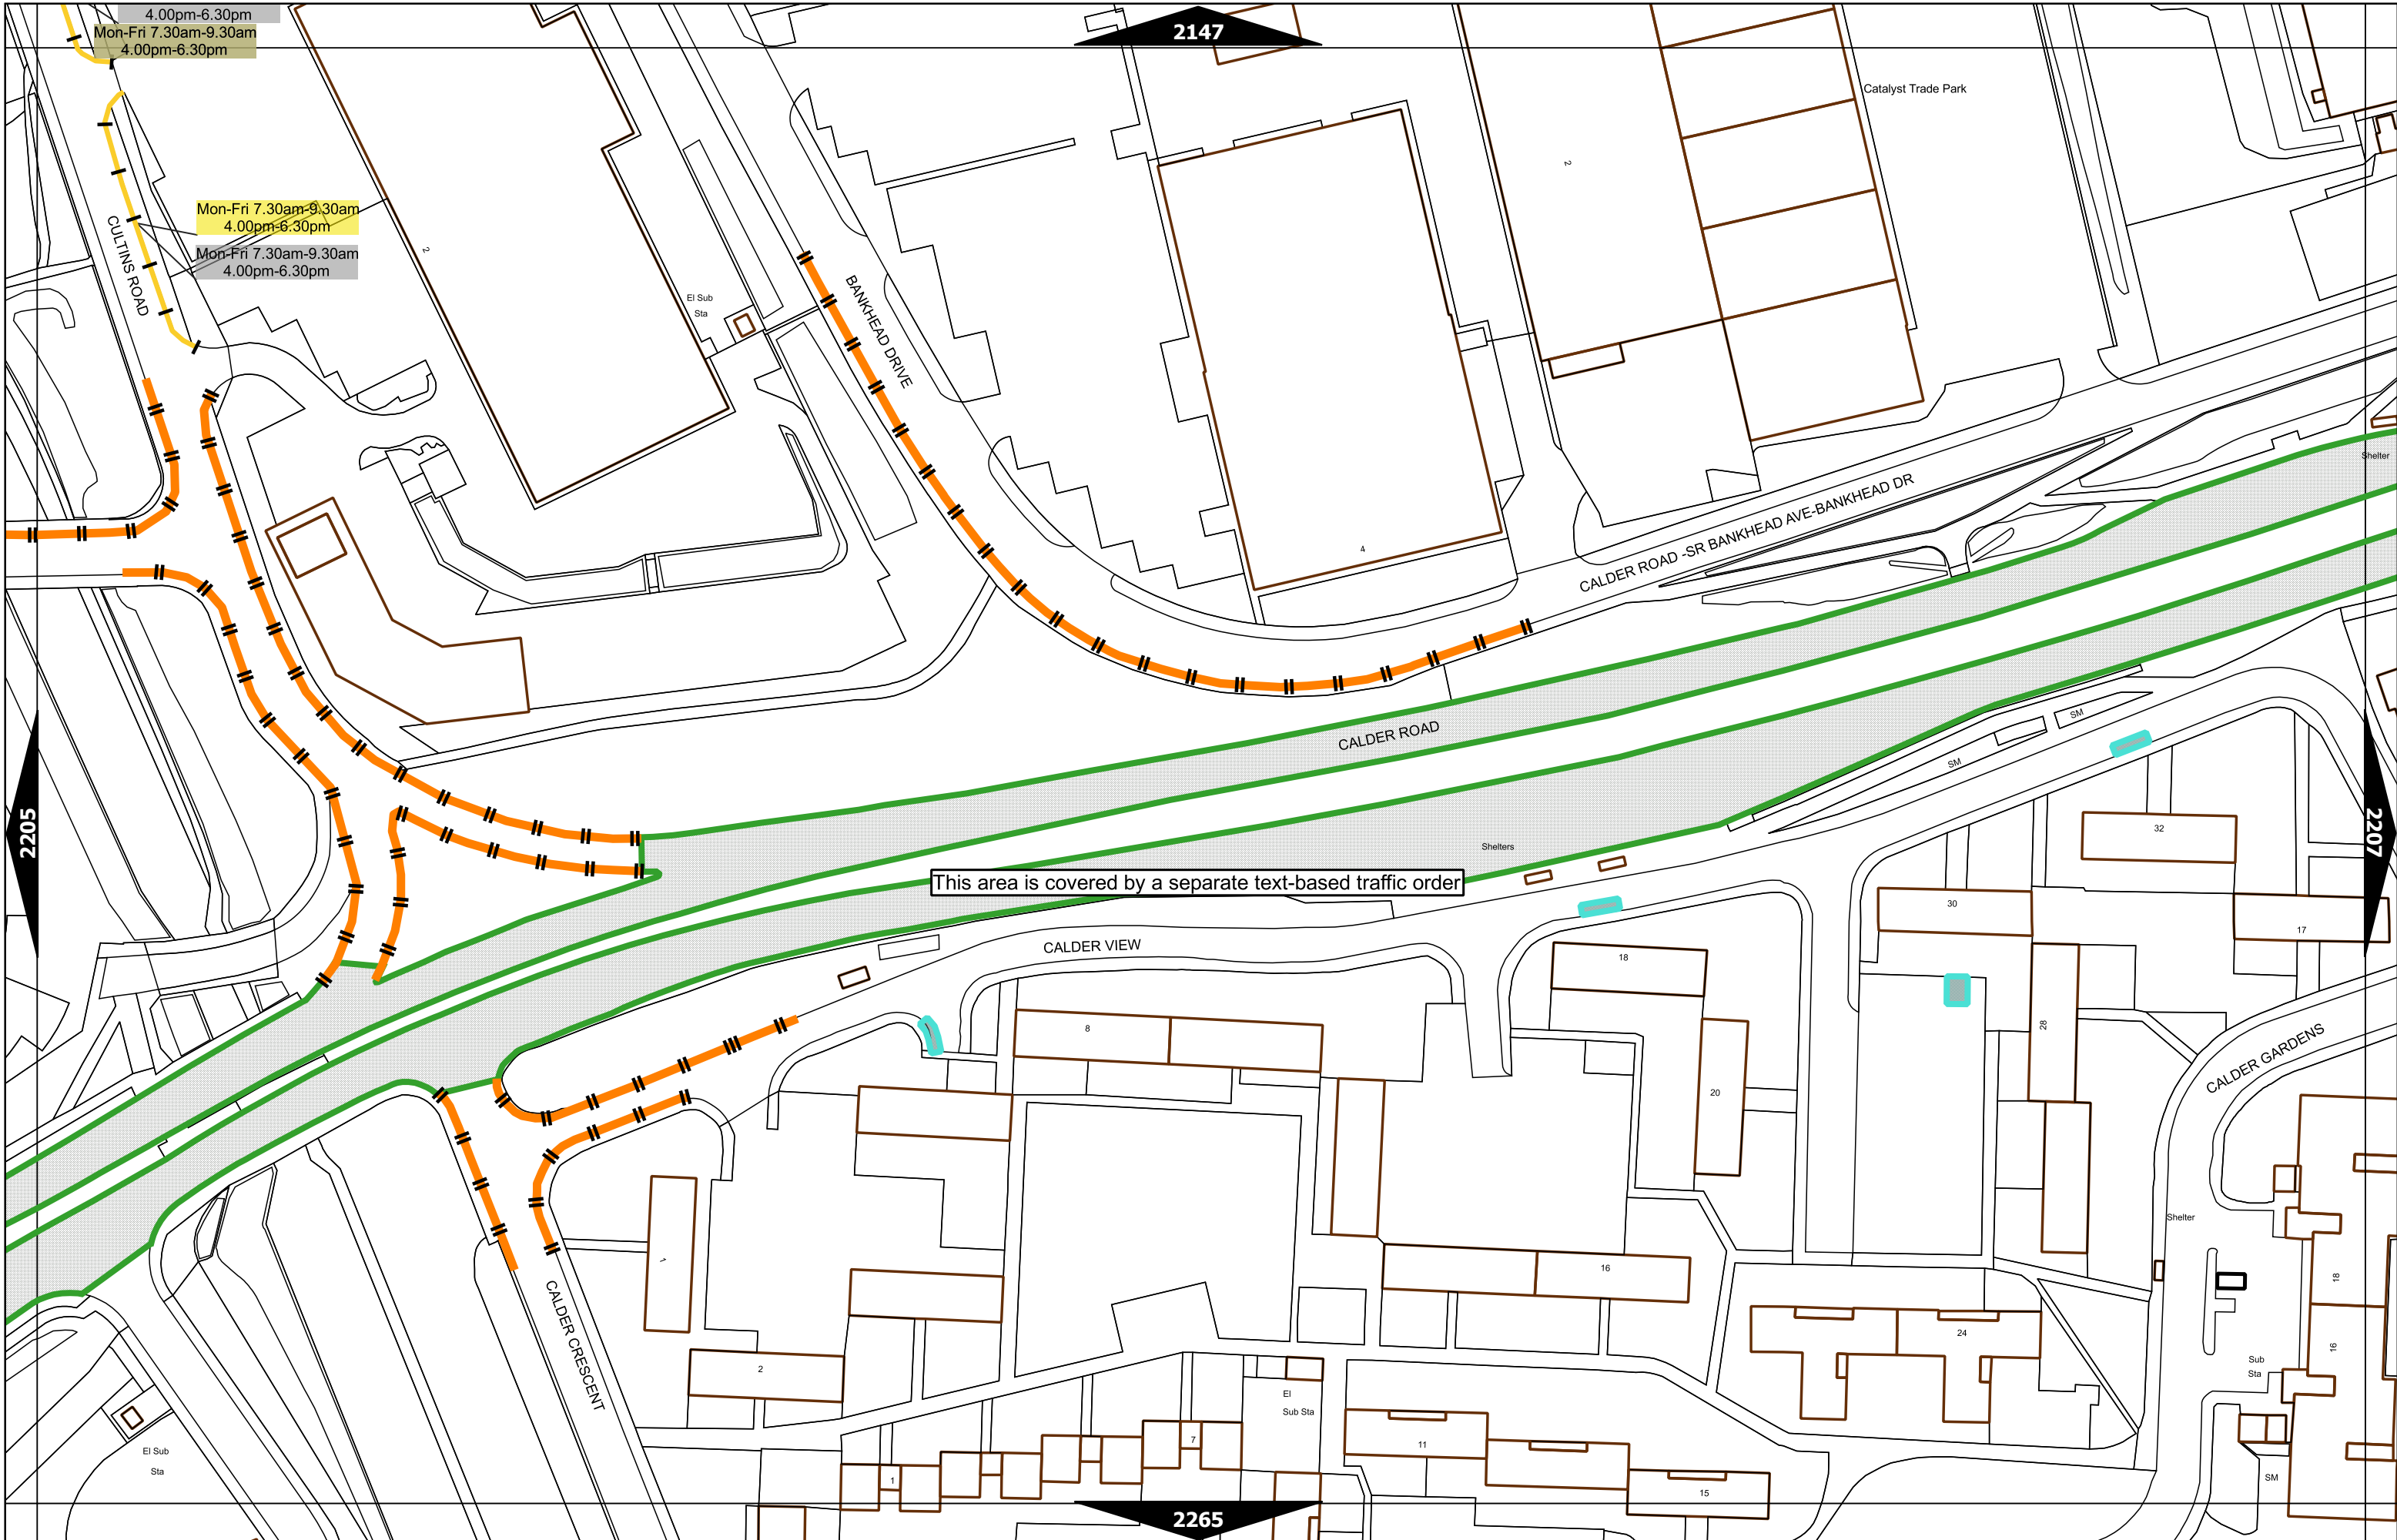 4.00pm-6.30pm
Mon-Fri 7.30am-9.30am
4.00pm-6.30pm
2147
Catalyst Trade Park
2
2
Mon-Fri 7.30am-9.30am
4.00pm-6.30pm
Mon-Fri 7.30am-9.30am
4.00pm-6.30pm
CULTINS ROAD
El Sub
Sta
BANKHEAD DRIVE
Shelter
CALDER ROAD -SR BANKHEAD AVE-BANKHEAD DR
4
CALDER ROAD
SM
SM
2205
2207
32
Shelters
This area is covered by a separate text-based traffic order
30
17
CALDER VIEW
18
8
28
20
CALDER GARDENS
Shelter
1
16
18
CALDER CRESCENT
24
16
2
Sub
Sta
El
Sub Sta
El Sub
Sta
7
11
1
15
SM
2265